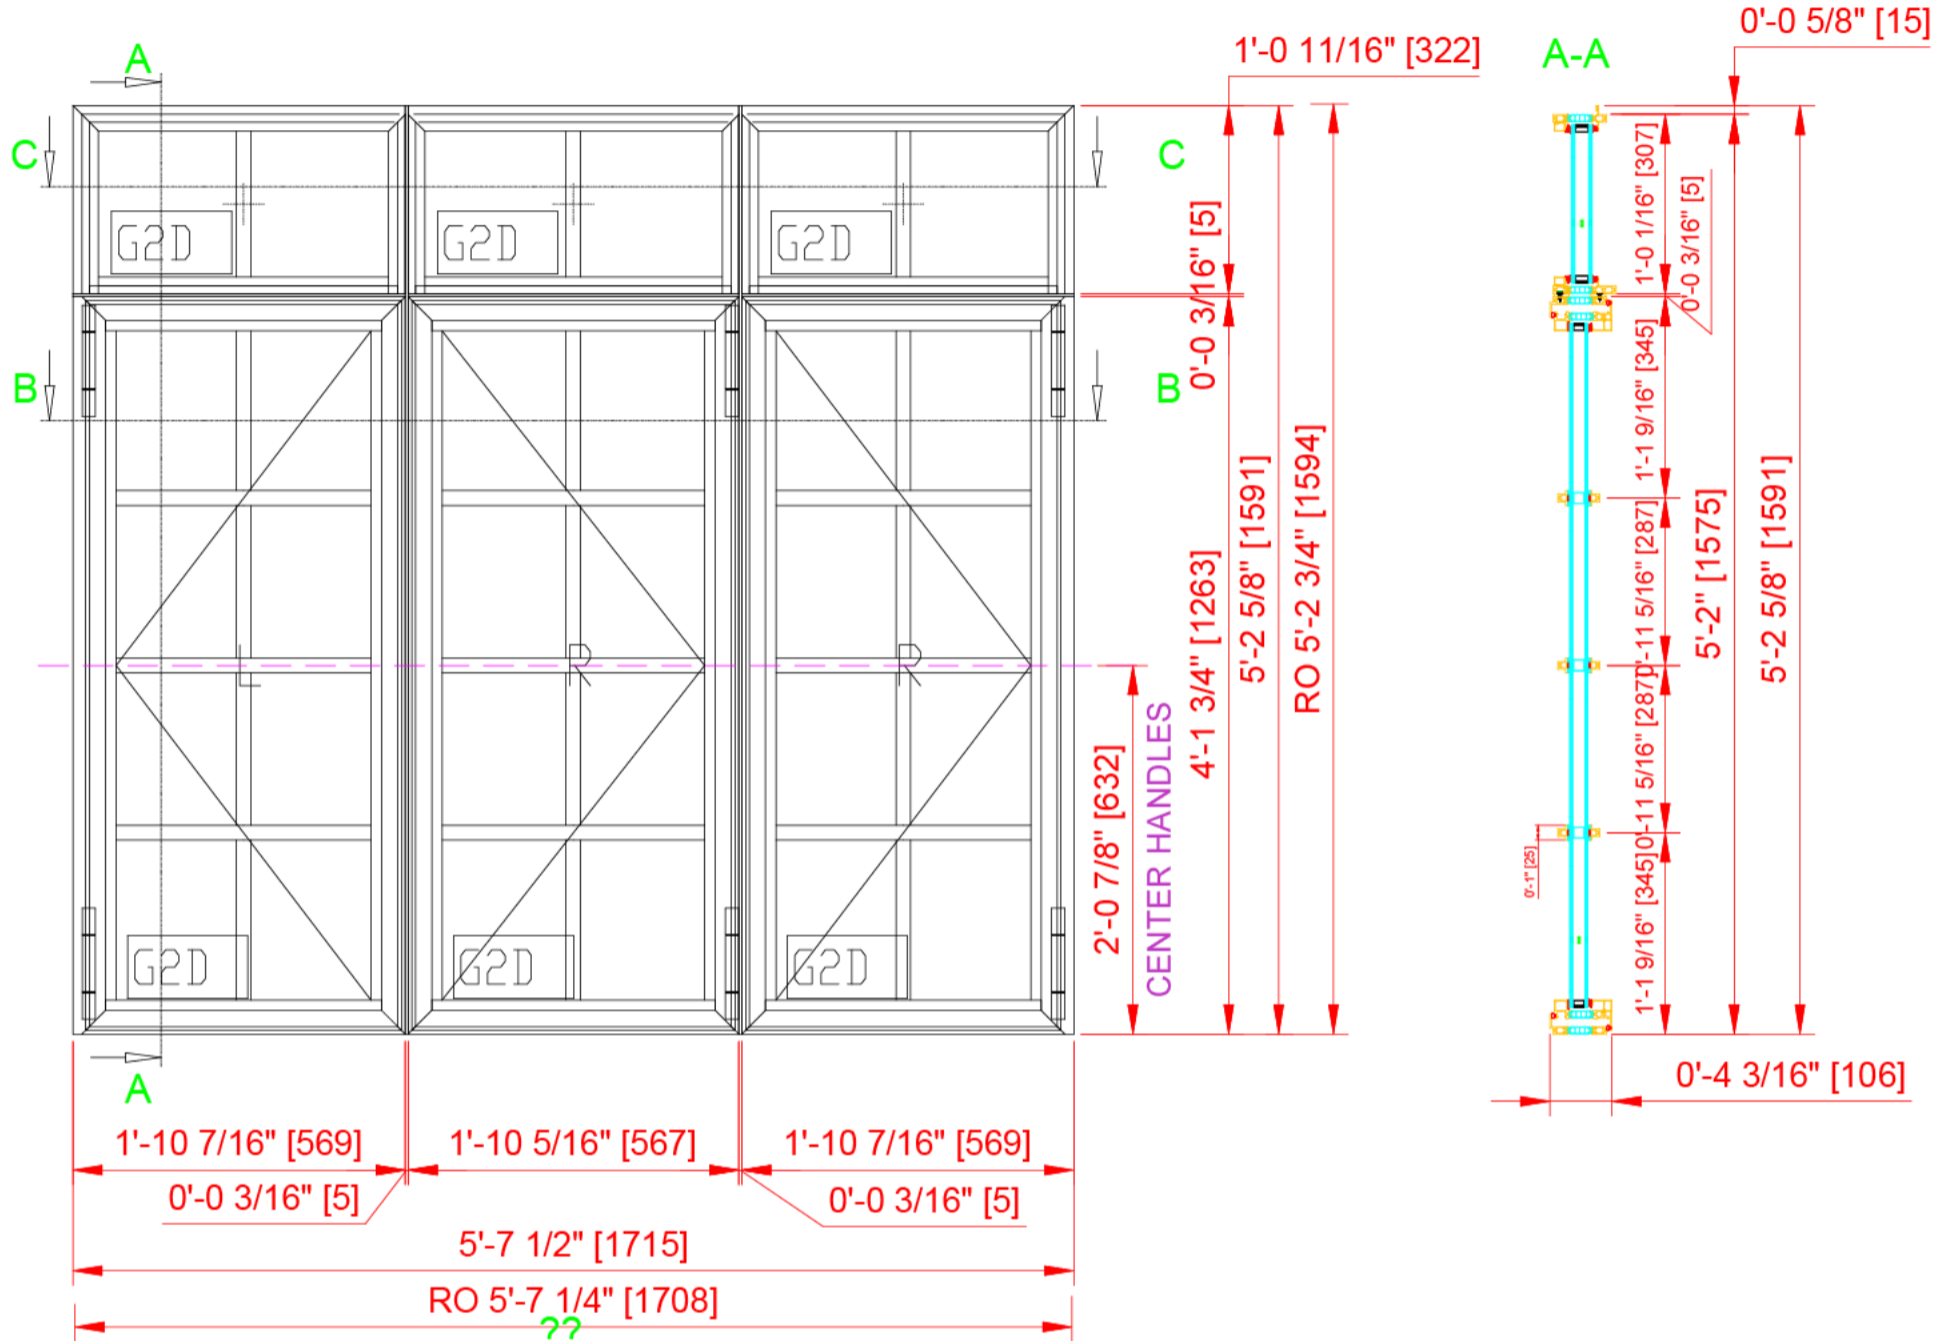 A
A-A
0'-0 5/8" [15]
1'-0 11/16" [322]
C
C
G2D
G2D
G2D
0'-0 3/16" [5]
1'-0 1/16" [307]
0'-0 3/16" [5]
B
B
1'-1 9/16" [345]
5'-2 5/8" [1591]
RO 5'-2 3/4" [1594]
4'-1 3/4" [1263]
0'-11 5/16" [287]
5'-2" [1575]
5'-2 5/8" [1591]
L
R
R
2'-0 7/8" [632]
CENTER HANDLES
0'-11 5/16" [287]
0'-1" [25]
1'-1 9/16" [345]
G2D
G2D
G2D
0'-4 3/16" [106]
A
1'-10 7/16" [569]
1'-10 5/16" [567]
1'-10 7/16" [569]
0'-0 3/16" [5]
0'-0 3/16" [5]
5'-7 1/2" [1715]
RO 5'-7 1/4" [1708]
??